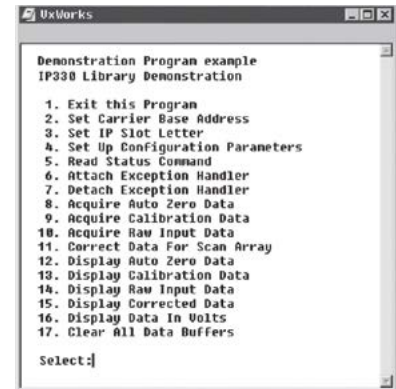 VxWorks
Demonstration Program example
IP330 Library Demonstration
1. Exit this Program
2. Set Carrier Base Address
3. Set IP Slot Letter
4. Set Up Configuration Parameters
5. Read Status Command
6. Attach Exception Handler
7. Detach Exception Handler
8. Acquire Auto Zero Data
9. Acquire Calibration Data
10. Acquire Raw Input Data
11. Correct Data For Scan Array
12. Display Auto Zero Data
13. Display Calibration Data
14. Display Raw Input Data
15. Display Corrected Data
16. Display Data In Volts
17. Clear All Data Buffers
Select: